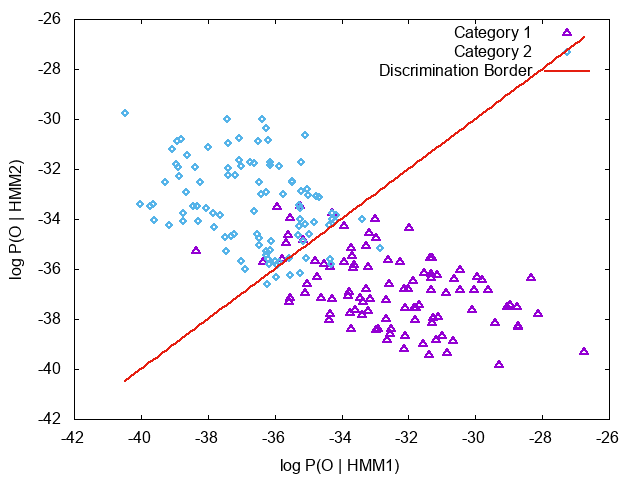 Category 1
Category 2
Discrimination Border
-26
-28
-30
-32
-34
-36
-38
-40
-42
log P(O | HMM2)
-42 -40 -38 -36 -34 -32 -30 -28 -26
log P(O | HMM1)